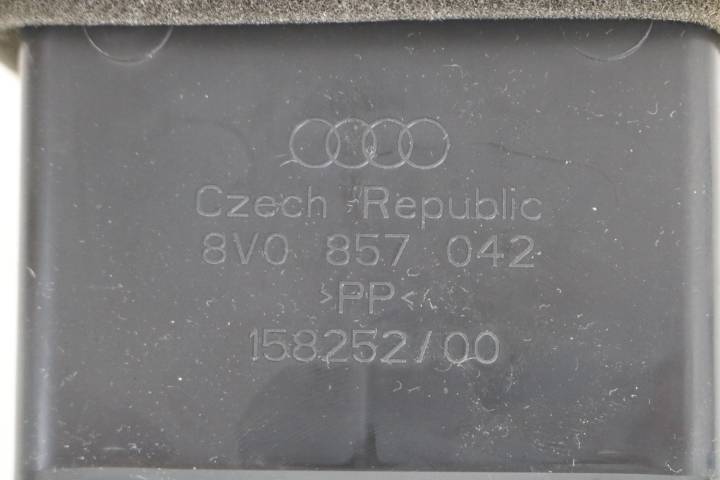 Czech Republic
8V0 857 042
>PP<
158252/00